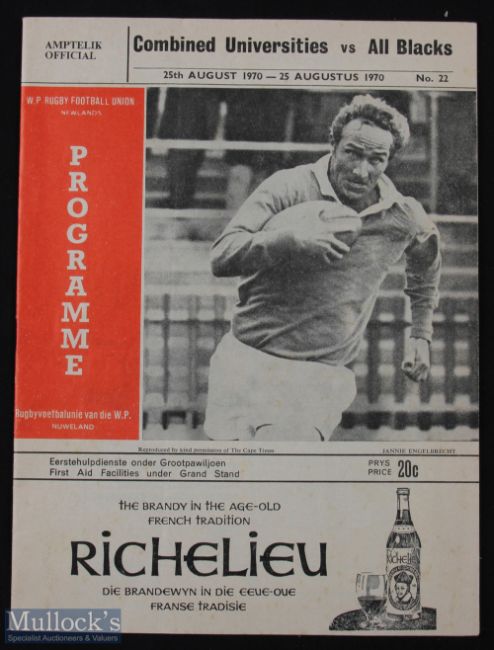 AMPTELIK
OFFICIAL
Combined Universities vs All Blacks
25th AUGUST 1970 — 25 AUGUSTUS 1970 No. 22
W.P. RUGBY FOOTBALL UNION
NEWLANDS
PROGRAMME
Rugbyvoetbalunie van die W.P.
NUWELAND
Reproduced by kind permission of The Cape Times
JANNIE ENGELBRECHT
Eerstehulpdienste onder Grootpawiljoen
First Aid Facilities under Grand Stand
PRYS
PRICE 20c
THE BRANDY IN THE AGE-OLD
FRENCH TRADITION
RICHELIEU
DIE BRANDEWYN IN DIE EEUE-OUE
FRANSE TRADISIE
Richelieu
Mullock's
Specialist Auctioneers & Valuers